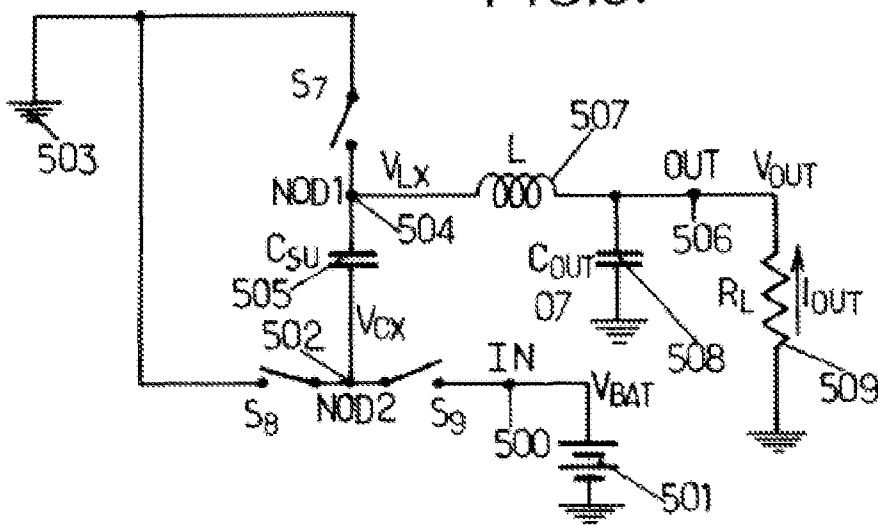 S7
503
507
L
OUT
VOUT
VLX
NOD1
504
506
CSU
505
COUT
07
RL
IOUT
502
VCX
508
IN
509
S8
NOD2
S9
VBAT
500
501